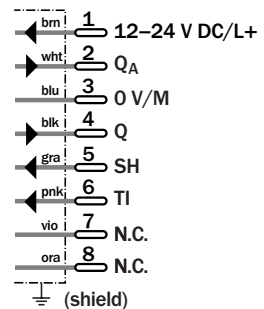 brn 1 12–24 V DC/L+
wht 2 QA
blu 3 0 V/M
blk 4 Q
gra 5 SH
pnk 6 TI
vio 7 N.C.
ora 8 N.C.
(shield)